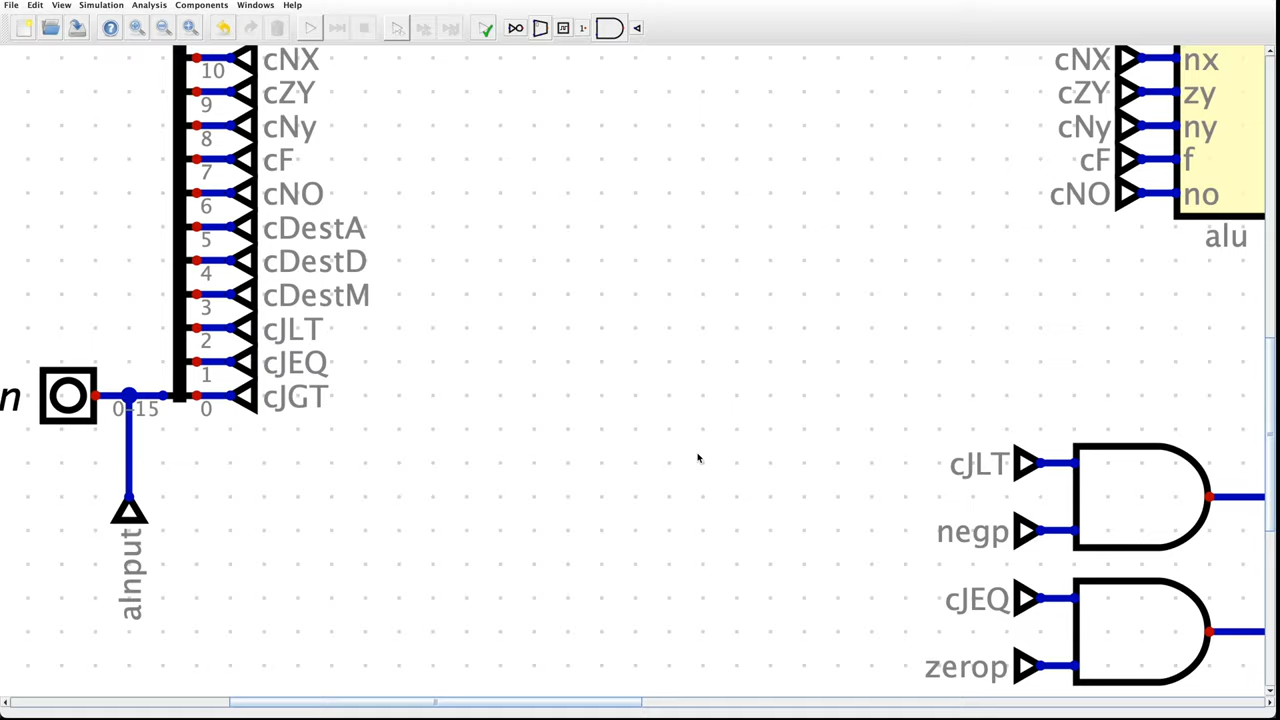 File Edit View Simulation Analysis Components Windows Help
10 cNX
9 cZY
8 cNy
7 cF
6 cNO
5 cDestA
4 cDestD
3 cDestM
2 cJLT
1 cJEQ
n 0-15 0 cJGT
aInput
cNX nx
cZY zy
cNy ny
cF f
cNO no
alu
cJLT
negp
cJEQ
zerop